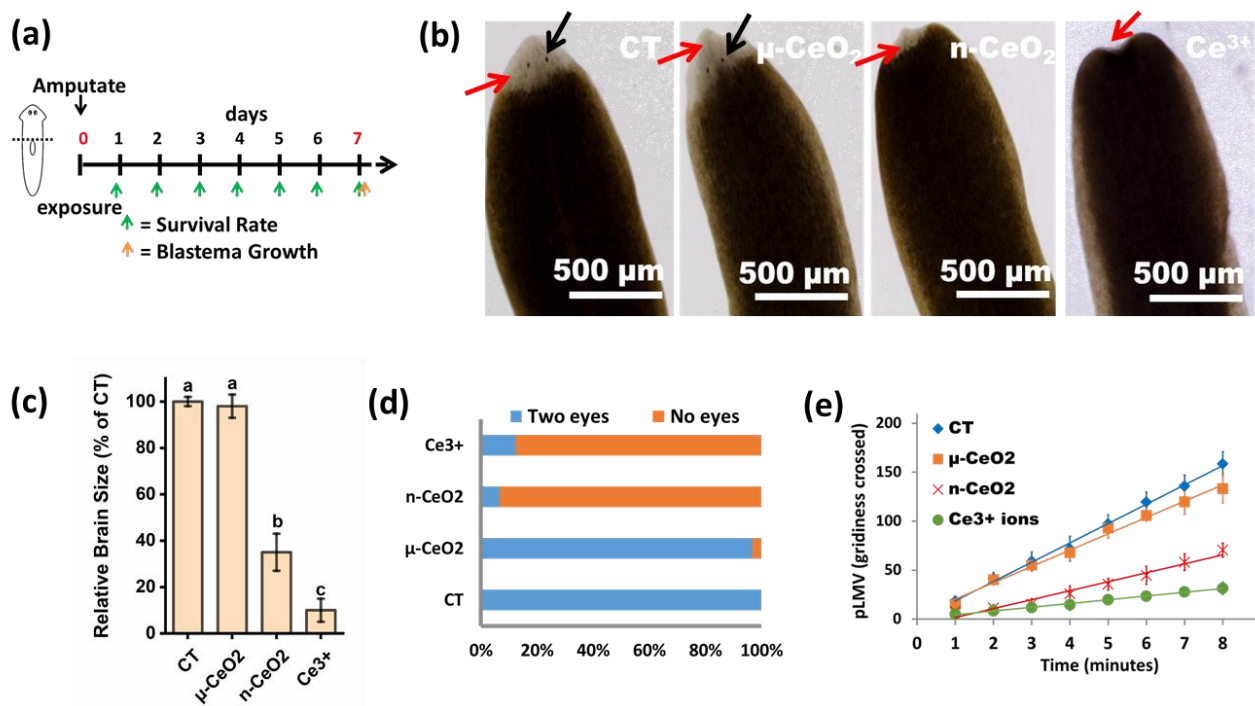 (a)
Amputate
days
0 1 2 3 4 5 6 7
exposure
= Survival Rate
= Blastema Growth
(b)
CT
µ-CeO₂
n-CeO₂
Ce³⁺
500 µm
500 µm
500 µm
500 µm
(c)
Relative Brain Size (% of CT)
100
80
60
40
20
0
a
a
b
c
CT
µ-CeO2
n-CeO2
Ce3+
(d)
Two eyes No eyes
Ce3+
n-CeO2
µ-CeO2
CT
0% 20% 40% 60% 80% 100%
(e)
pLMV (gridiness crossed)
200
150
100
50
0
CT
µ-CeO2
n-CeO2
Ce3+ ions
0 1 2 3 4 5 6 7 8
Time (minutes)